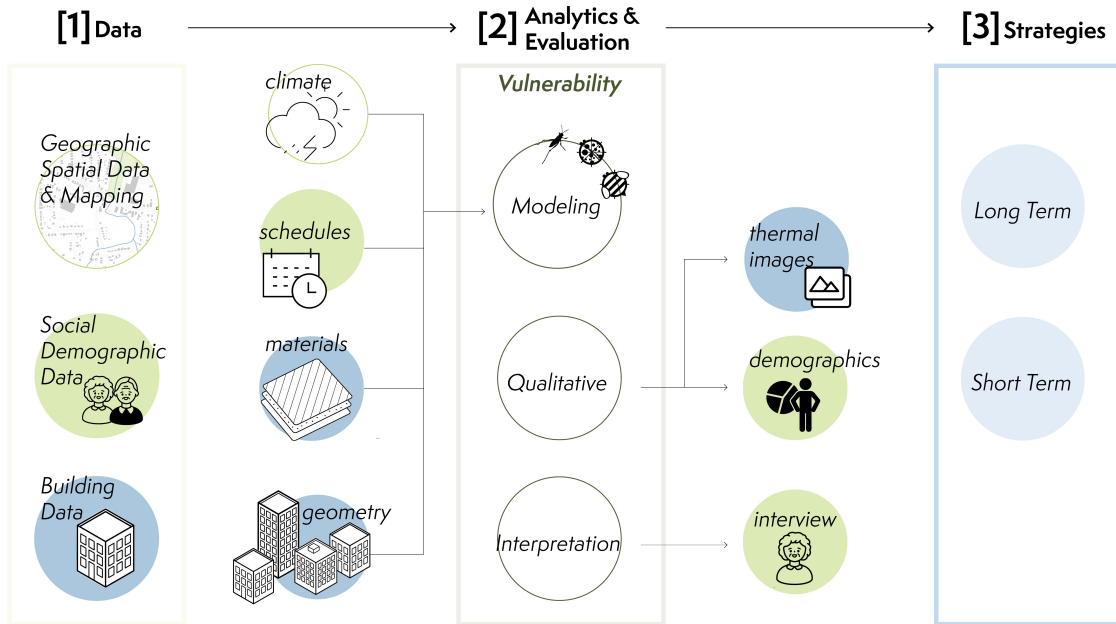 [1] Data
[2] Analytics &
Evaluation
[3] Strategies
Geographic
Spatial Data
& Mapping
Social
Demographic
Data
Building
Data
climate
schedules
materials
geometry
Vulnerability
Modeling
Qualitative
Interpretation
thermal
images
demographics
interview
Long Term
Short Term